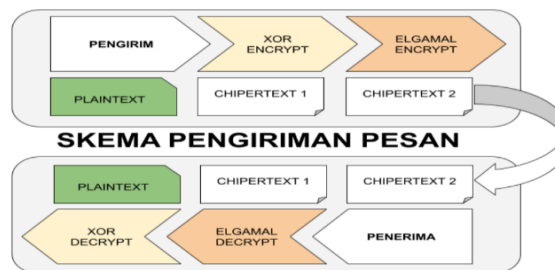 PENGIRIM
XOR
ENCRYPT
ELGAMAL
ENCRYPT
PLAINTEXT
CHIPERTEXT 1
CHIPERTEXT 2
SKEMA PENGIRIMAN PESAN
PLAINTEXT
CHIPERTEXT 1
CHIPERTEXT 2
XOR
DECRYPT
ELGAMAL
DECRYPT
PENERIMA